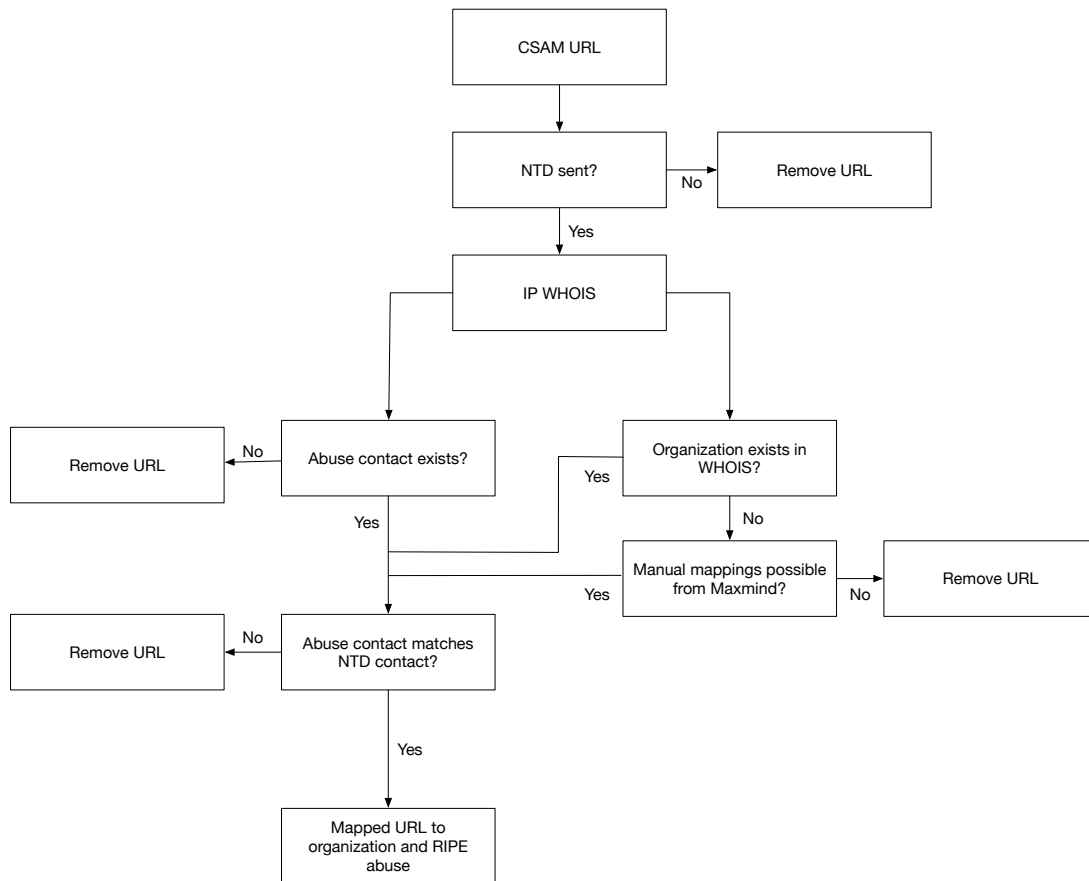 CSAM URL
NTD sent?
No
Remove URL
Yes
IP WHOIS
Remove URL
No
Abuse contact exists?
Organization exists in
WHOIS?
Yes
Yes
No
Manual mappings possible
from Maxmind?
Yes
No
Remove URL
Remove URL
No
Abuse contact matches
NTD contact?
Yes
Mapped URL to
organization and RIPE
abuse